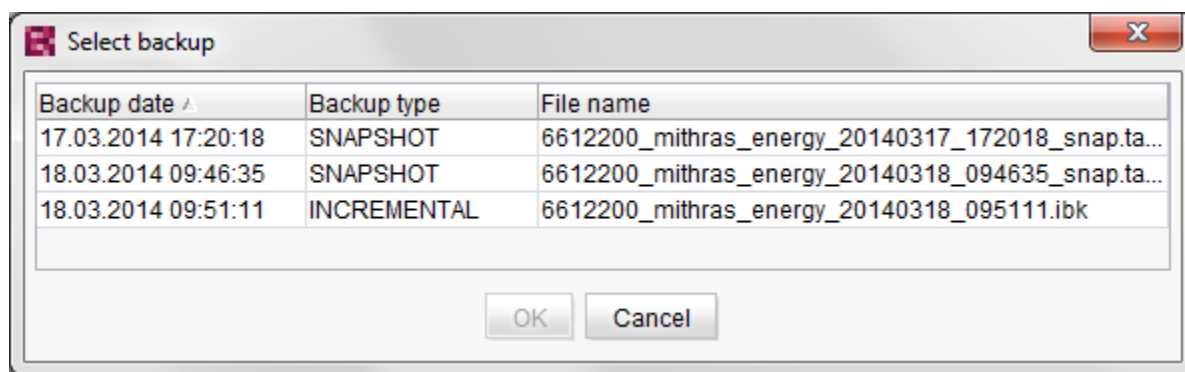 Select backup
Backup date Backup type File name
17.03.2014 17:20:18 SNAPSHOT 6612200_mithras_energy_20140317_172018_snap.ta...
18.03.2014 09:46:35 SNAPSHOT 6612200_mithras_energy_20140318_094635_snap.ta...
18.03.2014 09:51:11 INCREMENTAL 6612200_mithras_energy_20140318_095111.ibk
OK Cancel